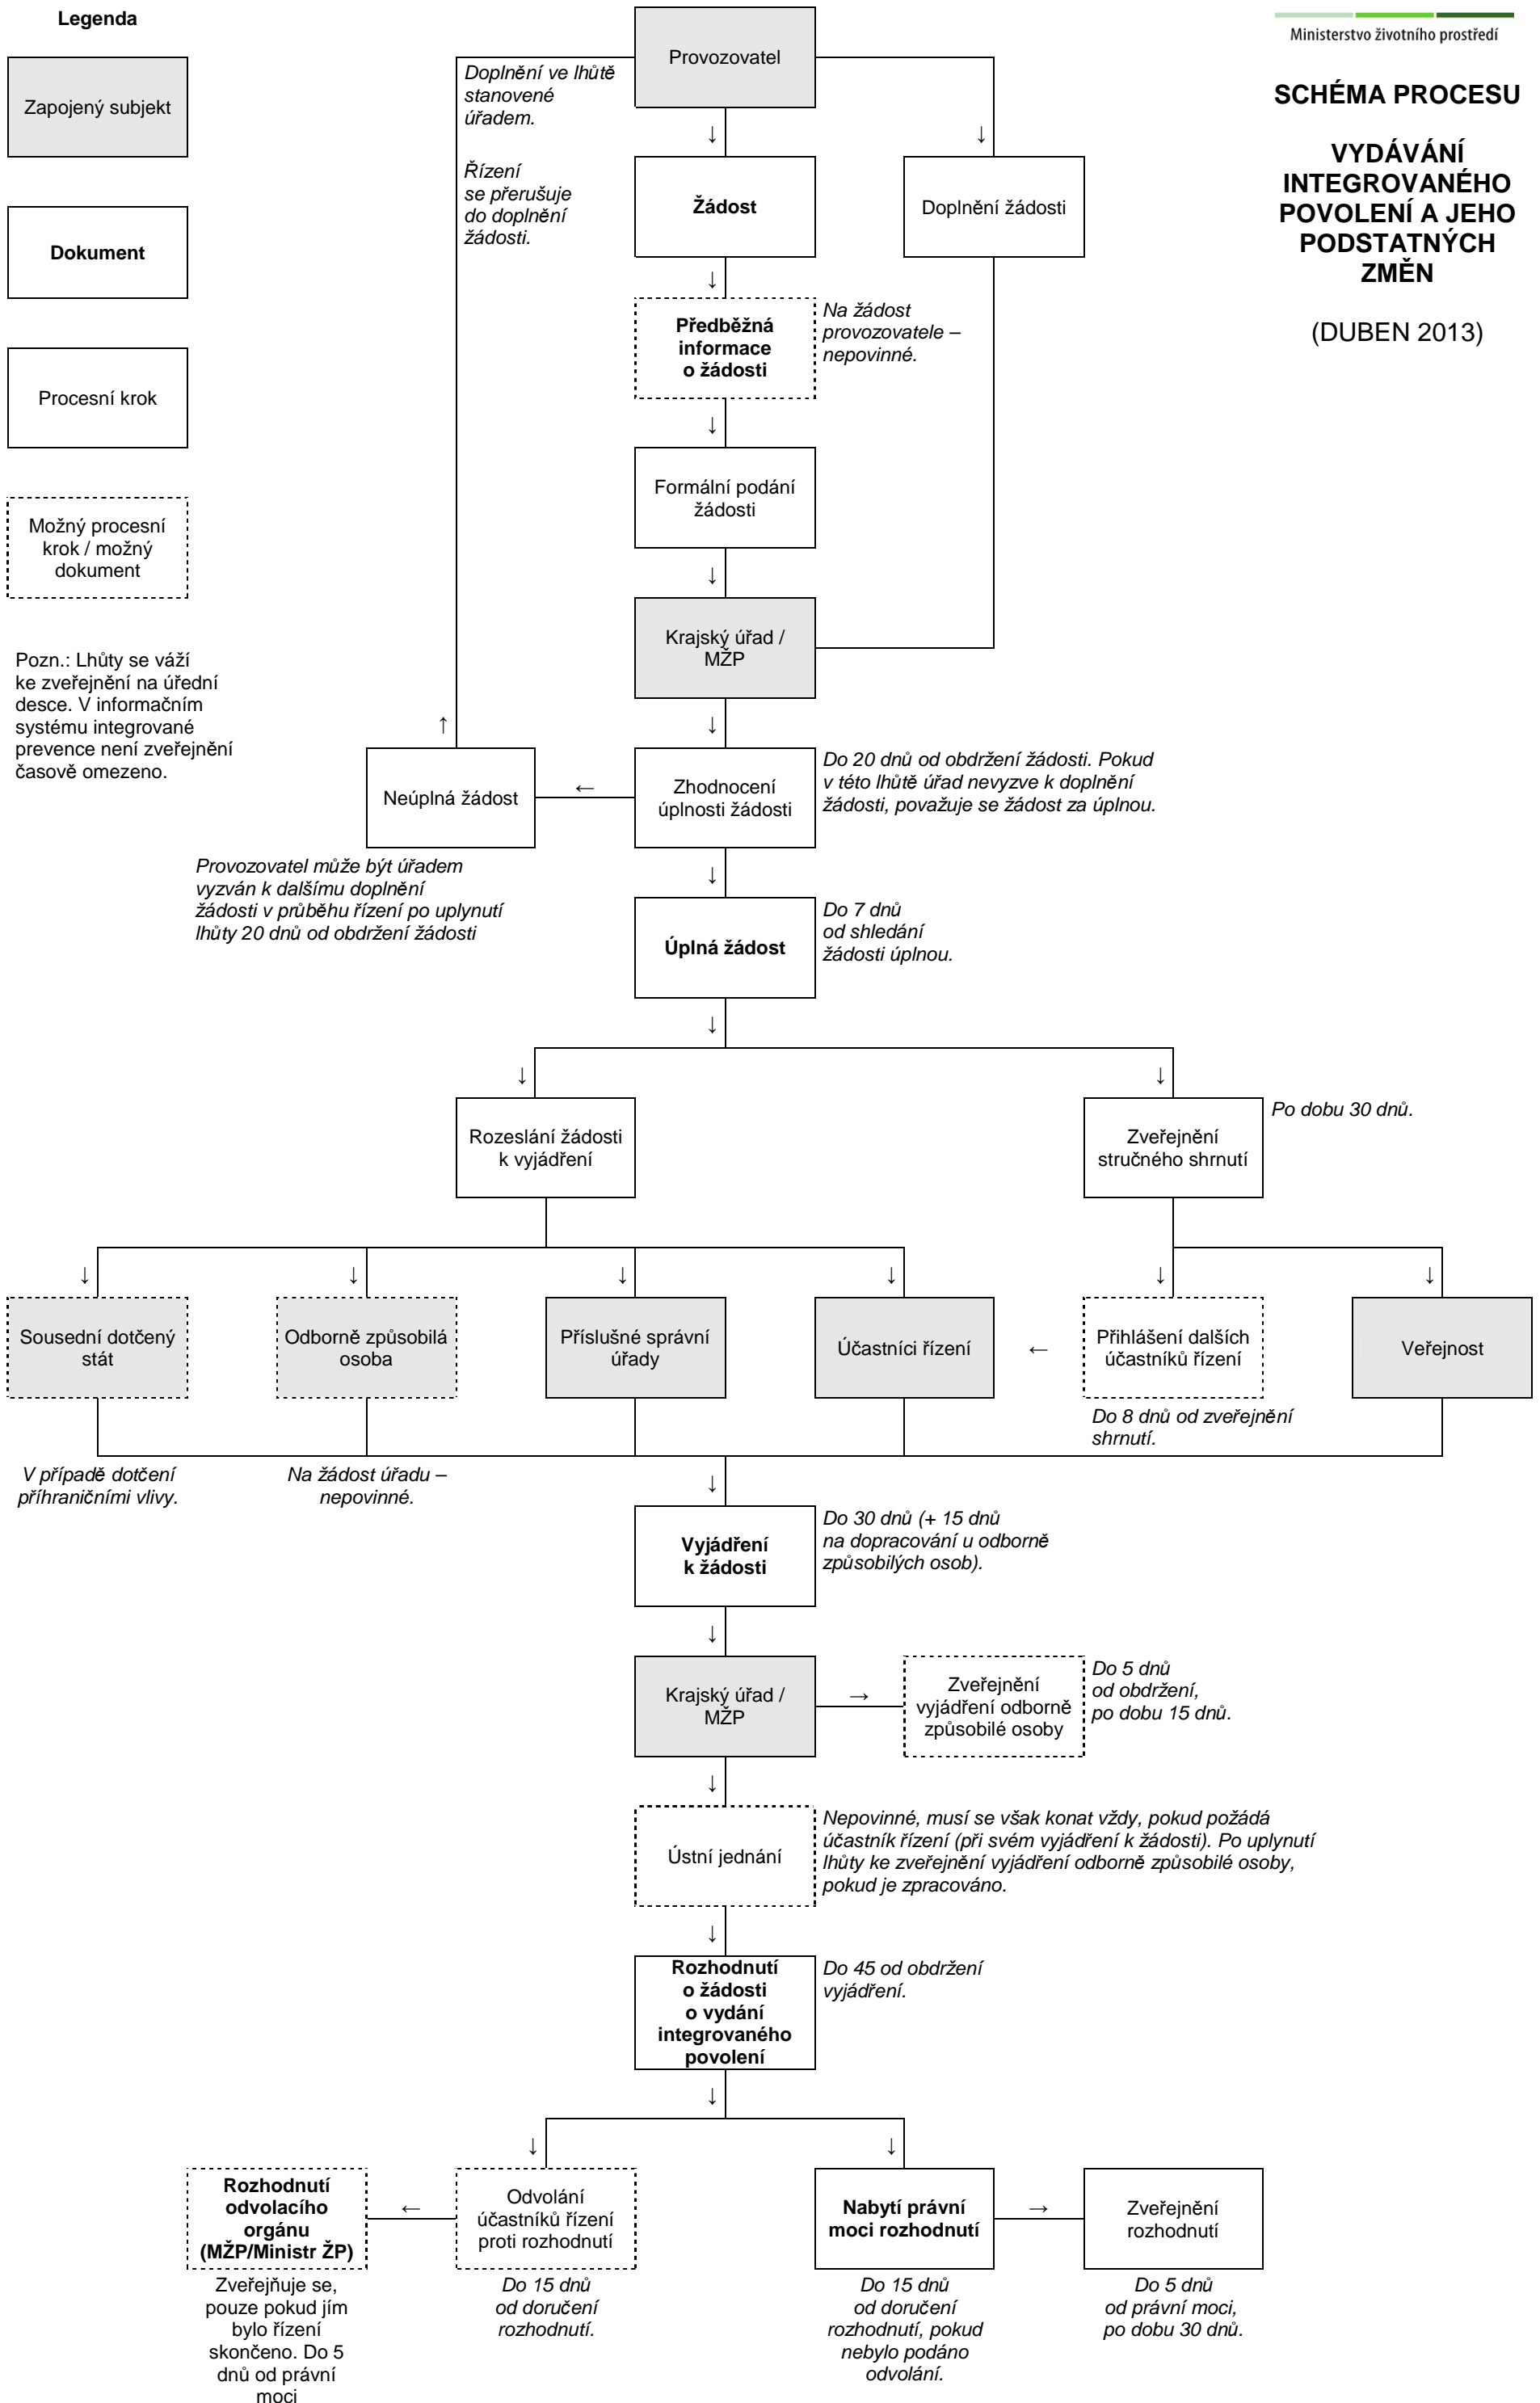 Legenda
Ministerstvo životního prostředí
SCHÉMA PROCESU
VYDÁVÁNÍ
INTEGROVANÉHO
POVOLENÍ A JEHO
PODSTATNÝCH
ZMĚN
(DUBEN 2013)
Zapojený subjekt
Dokument
Procesní krok
Možný procesní
krok / možný
dokument
Pozn.: Lhůty se váží
ke zveřejnění na úřední
desce. V informačním
systému integrované
prevence není zveřejnění
časově omezeno.
Provozovatel
Doplnění ve lhůtě
stanovené
úřadem.
Řízení
se přerušuje
do doplnění
žádosti.
↓
↓
Žádost
Doplnění žádosti
↓
Předběžná
informace
o žádosti
Na žádost
provozovatele –
nepovinné.
↓
Formální podání
žádosti
↓
Krajský úřad /
MŽP
↓
↑
Neúplná žádost
←
Zhodnocení
úplnosti žádosti
Do 20 dnů od obdržení žádosti. Pokud
v této lhůtě úřad nevyzve k doplnění
žádosti, považuje se žádost za úplnou.
Provozovatel může být úřadem
vyzván k dalšímu doplnění
žádosti v průběhu řízení po uplynutí
lhůty 20 dnů od obdržení žádosti
↓
Úplná žádost
Do 7 dnů
od shledání
žádosti úplnou.
↓
↓
↓
Rozeslání žádosti
k vyjádření
Zveřejnění
stručného shrnutí
Po dobu 30 dnů.
↓
↓
↓
↓
↓
↓
Sousední dotčený
stát
Odborně způsobilá
osoba
Příslušné správní
úřady
Účastníci řízení
←
Přihlášení dalších
účastníků řízení
Veřejnost
Do 8 dnů od zveřejnění
shrnutí.
V případě dotčení
příhraničními vlivy.
Na žádost úřadu –
nepovinné.
↓
Vyjádření
k žádosti
Do 30 dnů (+ 15 dnů
na dopracování u odborně
způsobilých osob).
↓
Krajský úřad /
MŽP
→
Zveřejnění
vyjádření odborně
způsobilé osoby
Do 5 dnů
od obdržení,
po dobu 15 dnů.
↓
Ústní jednání
Nepovinné, musí se však konat vždy, pokud požádá
účastník řízení (při svém vyjádření k žádosti). Po uplynutí
lhůty ke zveřejnění vyjádření odborně způsobilé osoby,
pokud je zpracováno.
↓
Rozhodnutí
o žádosti
o vydání
integrovaného
povolení
Do 45 od obdržení
vyjádření.
↓
↓
↓
Rozhodnutí
odvolacího
orgánu
(MŽP/Ministr ŽP)
←
Odvolání
účastníků řízení
proti rozhodnutí
Nabytí právní
moci rozhodnutí
→
Zveřejnění
rozhodnutí
Zveřejňuje se,
pouze pokud jím
bylo řízení
skončeno. Do 5
dnů od právní
moci
Do 15 dnů
od doručení
rozhodnutí.
Do 15 dnů
od doručení
rozhodnutí, pokud
nebylo podáno
odvolání.
Do 5 dnů
od právní moci,
po dobu 30 dnů.